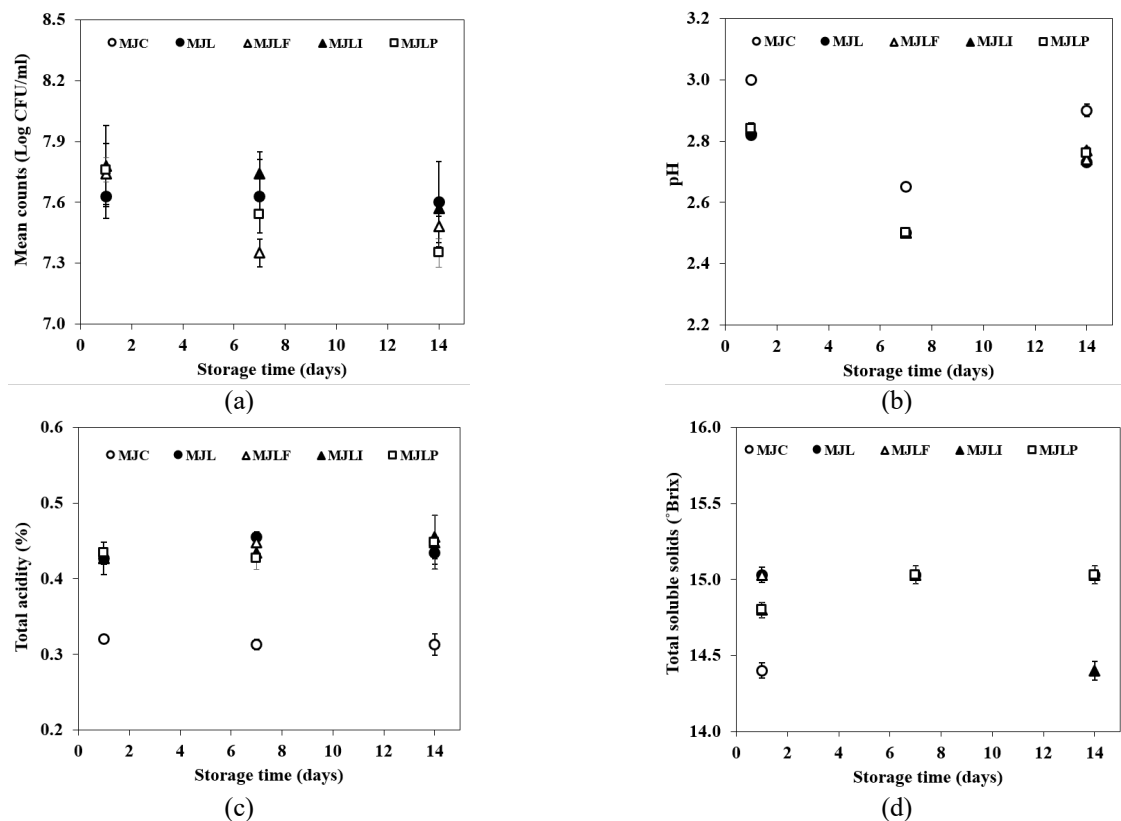 8.5
MJC MJL MJLF MJLI MJLP
8.2
7.9
7.6
7.3
7.0
Mean counts (Log CFU/ml)
0 2 4 6 8 10 12 14
Storage time (days)
(a)
3.2
MJC MJL MJLF MJLI MJLP
3.0
2.8
2.6
2.4
2.2
pH
0 2 4 6 8 10 12 14
Storage time (days)
(b)
0.6
MJC MJL MJLF MJLI MJLP
0.5
0.4
0.3
0.2
Total acidity (%)
0 2 4 6 8 10 12 14
Storage time (days)
(c)
16.0
MJC MJL MJLF MJLI MJLP
15.5
15.0
14.5
14.0
Total soluble solids (˚Brix)
0 2 4 6 8 10 12 14
Storage time (days)
(d)